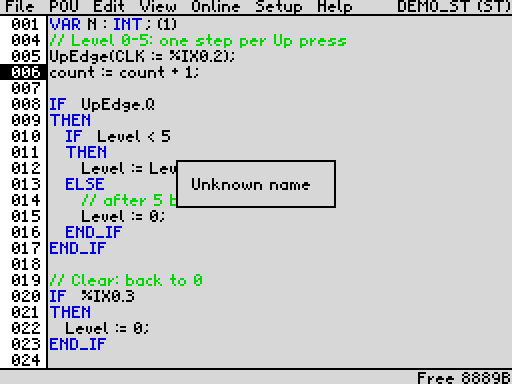 File POU Edit View Online Setup Help DEMO_ST (ST)
001 VAR N : INT; (1)
004 // Level 0-5: one step per Up press
005 UpEdge(CLK := %IX0.2);
006 count := count + 1;
007
008 IF UpEdge.Q
009 THEN
010 IF Level < 5
011 THEN
012 Level := Lev
013 ELSE
014 // after 5 b
015 Level := 0;
016 END_IF
017 END_IF
018
019 // Clear: back to 0
020 IF %IX0.3
021 THEN
022 Level := 0;
023 END_IF
024
Unknown name
Free 8889B